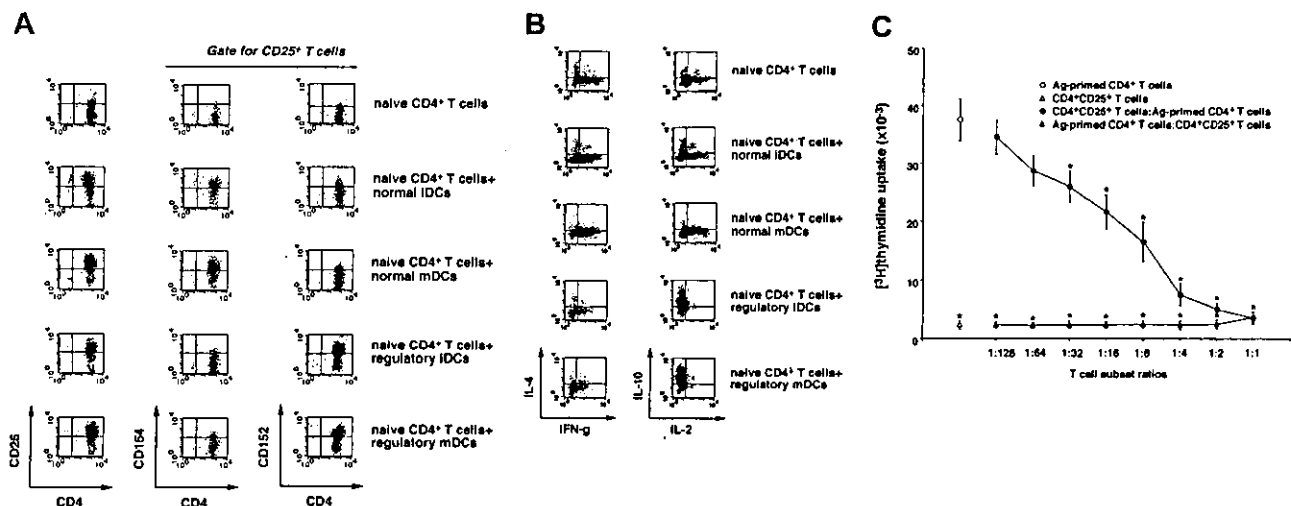 A
Gate for CD25⁺ T cells
naive CD4⁺ T cells
naive CD4⁺ T cells+
normal iDCs
naive CD4⁺ T cells+
normal mDCs
naive CD4⁺ T cells+
regulatory iDCs
naive CD4⁺ T cells+
regulatory mDCs
CD25
CD154
CD152
CD4
CD4
CD4
B
naive CD4⁺ T cells
naive CD4⁺ T cells+
normal iDCs
naive CD4⁺ T cells+
normal mDCs
naive CD4⁺ T cells+
regulatory iDCs
naive CD4⁺ T cells+
regulatory mDCs
IL-4
IL-10
IFN-g
IL-2
C
50
40
30
20
10
0
[³H]thymidine uptake (x10⁻³)
Ag-primed CD4⁺ T cells
CD4⁺CD25⁺ T cells
CD4⁺CD25⁺ T cells:Ag-primed CD4⁺ T cells
Ag-primed CD4⁺ T cells:CD4⁺CD25⁺ T cells
1:128 1:64 1:32 1:16 1:8 1:4 1:2 1:1
T cell subset ratios